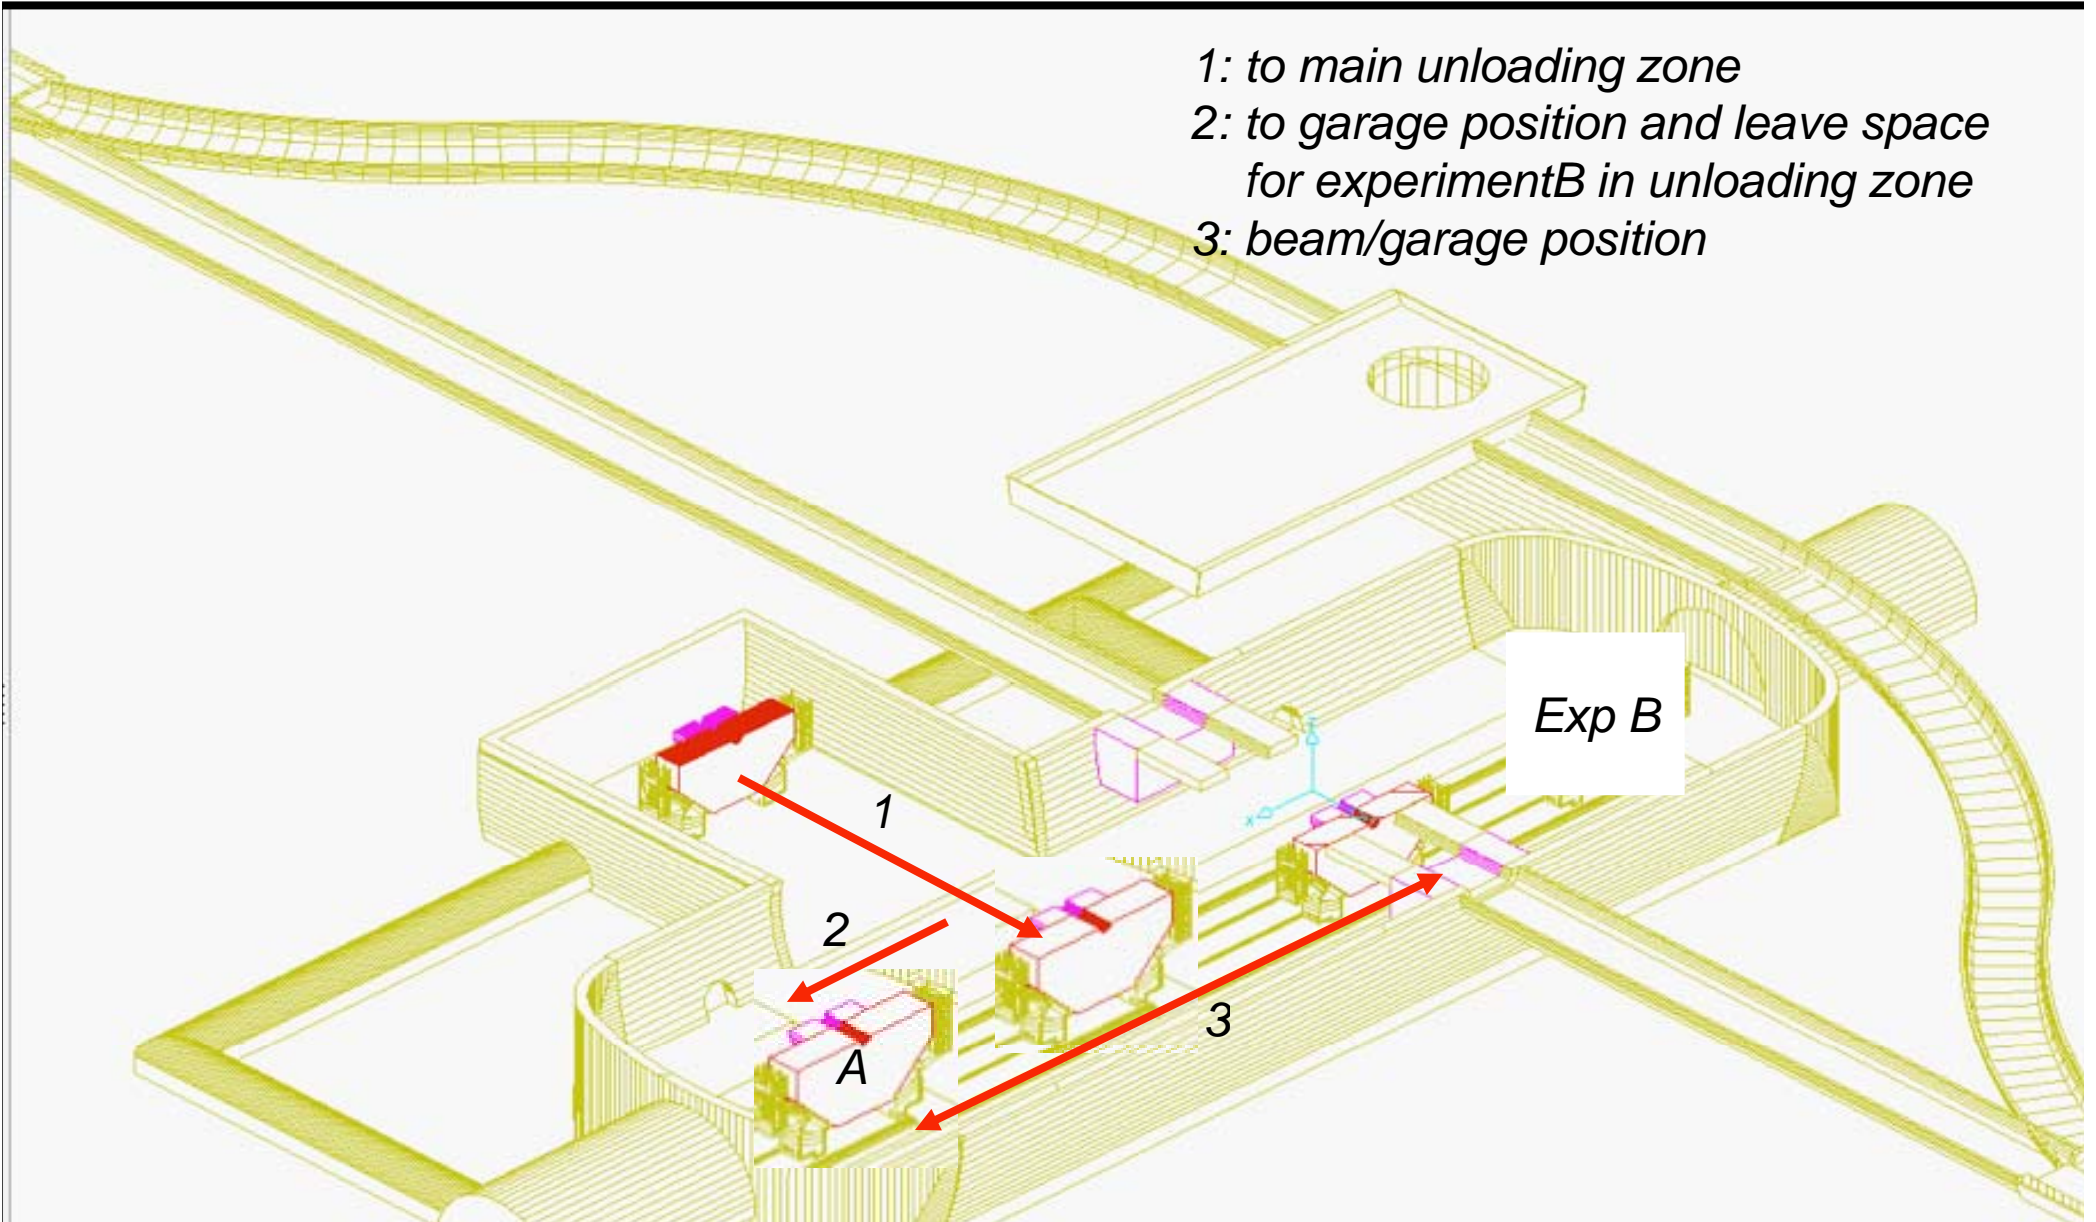 1: to main unloading zone
2: to garage position and leave space
for experimentB in unloading zone
3: beam/garage position
Exp B
z
x
1
2
3
A